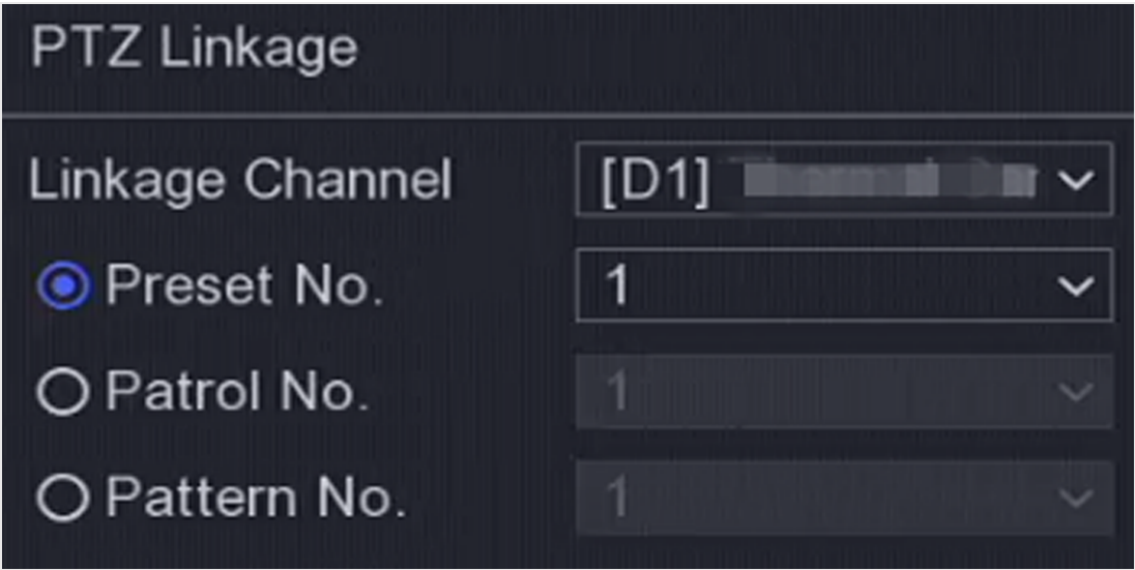 PTZ Linkage
Linkage Channel [D1]
Preset No. 1
Patrol No. 1
Pattern No. 1